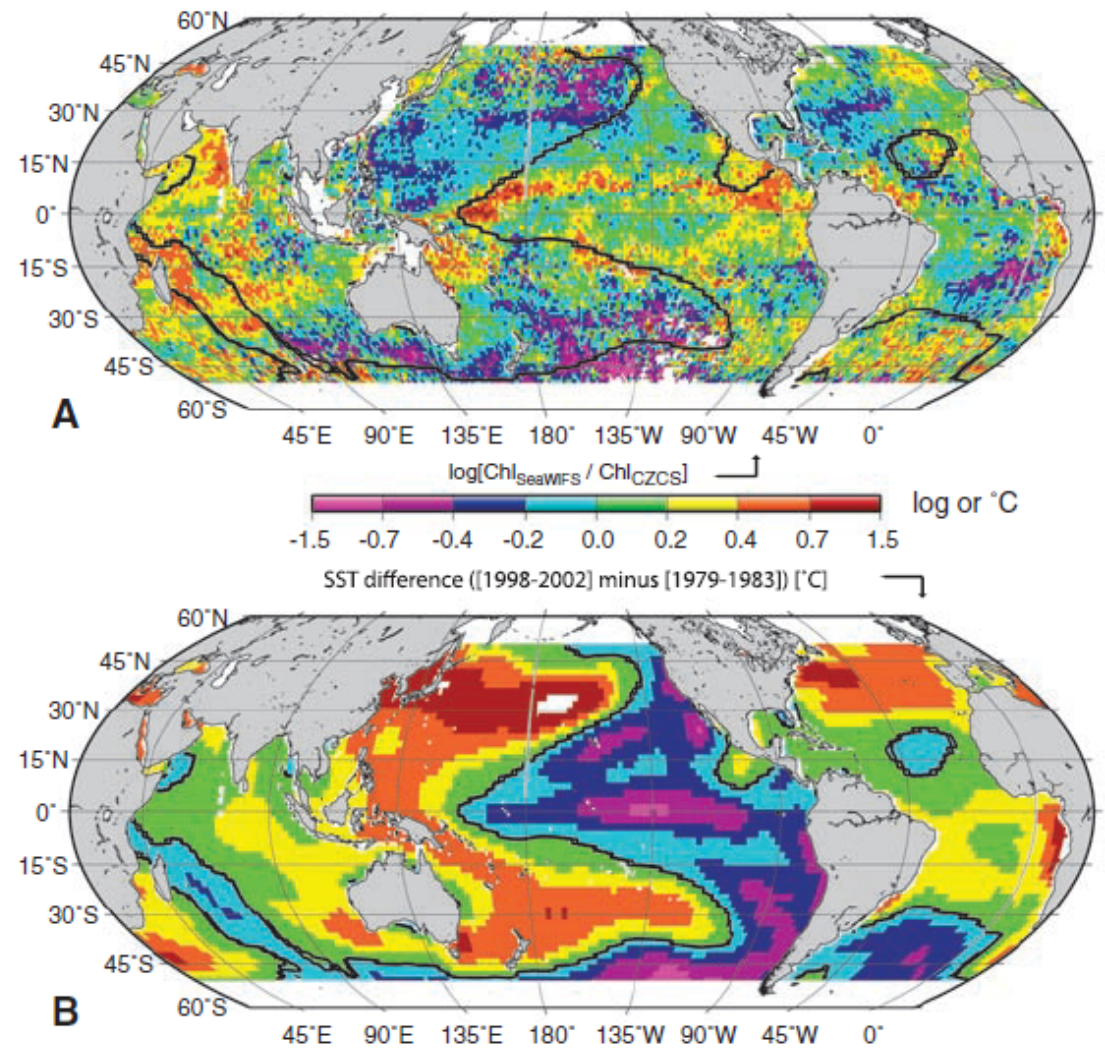 60˚N
45˚N
30˚N
15˚N
0˚
15˚S
30˚S
45˚S
60˚S
A
45˚E 90˚E 135˚E 180˚ 135˚W 90˚W 45˚W 0˚
log[Chl_SeaWIFS / Chl_CZCS]
log or ˚C
-1.5 -0.7 -0.4 -0.2 0.0 0.2 0.4 0.7 1.5
SST difference ([1998-2002] minus [1979-1983]) [˚C]
60˚N
45˚N
30˚N
15˚N
0˚
15˚S
30˚S
45˚S
60˚S
B
45˚E 90˚E 135˚E 180˚ 135˚W 90˚W 45˚W 0˚